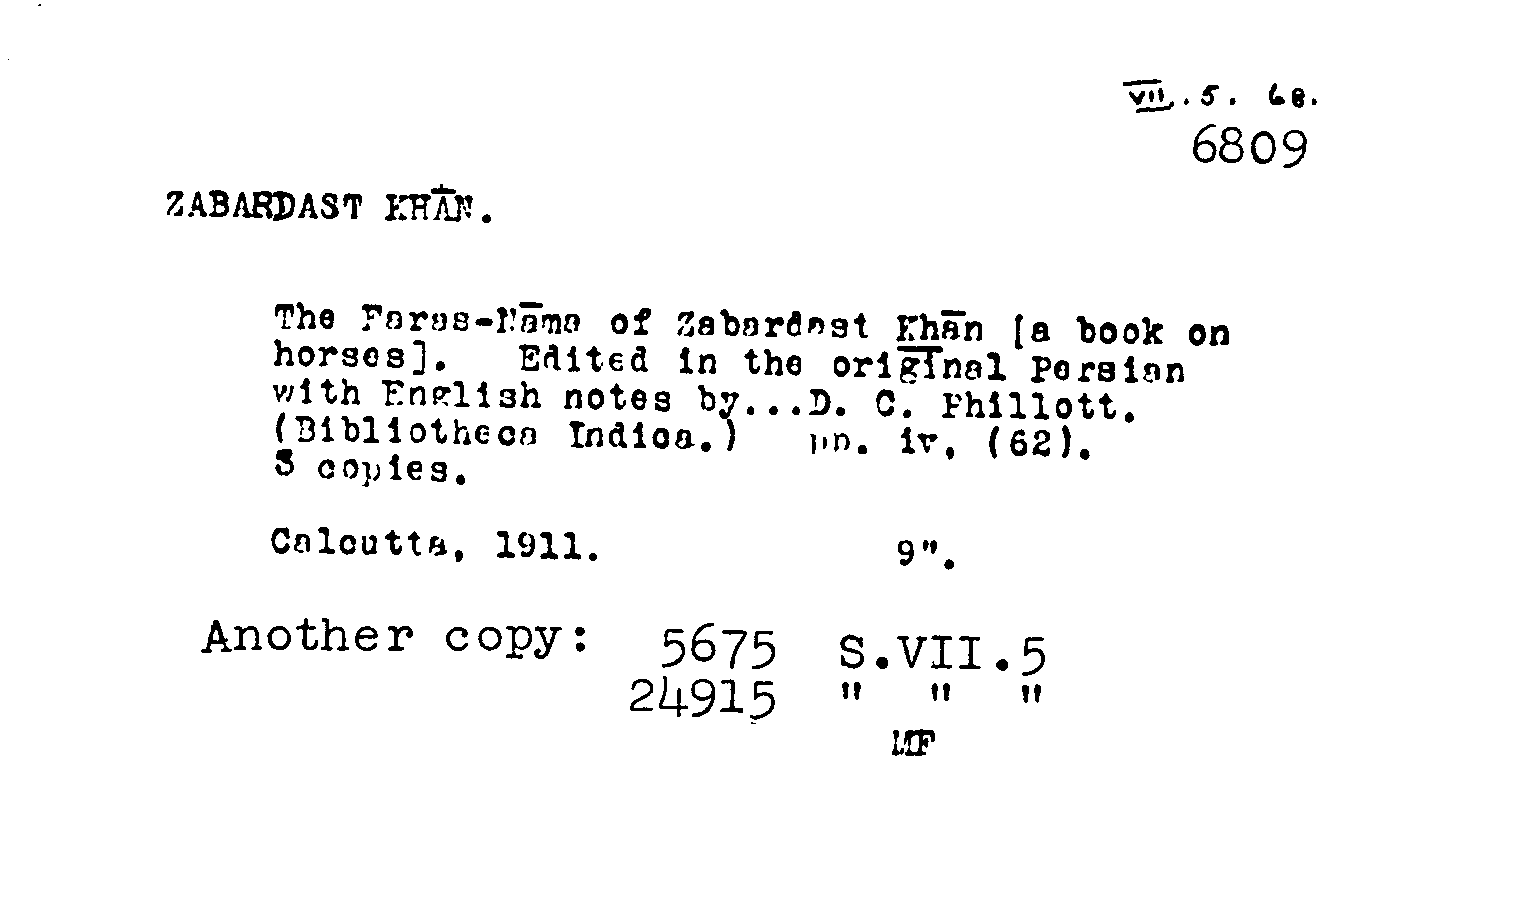 VII. 5. 68.
6809
ZABARDAST KHĀN.
The Faras-Nāma of Zabardast Khān [a book on
horses]. Edited in the original Persian
with English notes by...D. C. Phillott.
(Bibliotheca Indica.) pp. iv, (62).
3 copies.
Calcutta, 1911. 9".
Another copy: 5675 S.VII.5
24915 " " "
MF